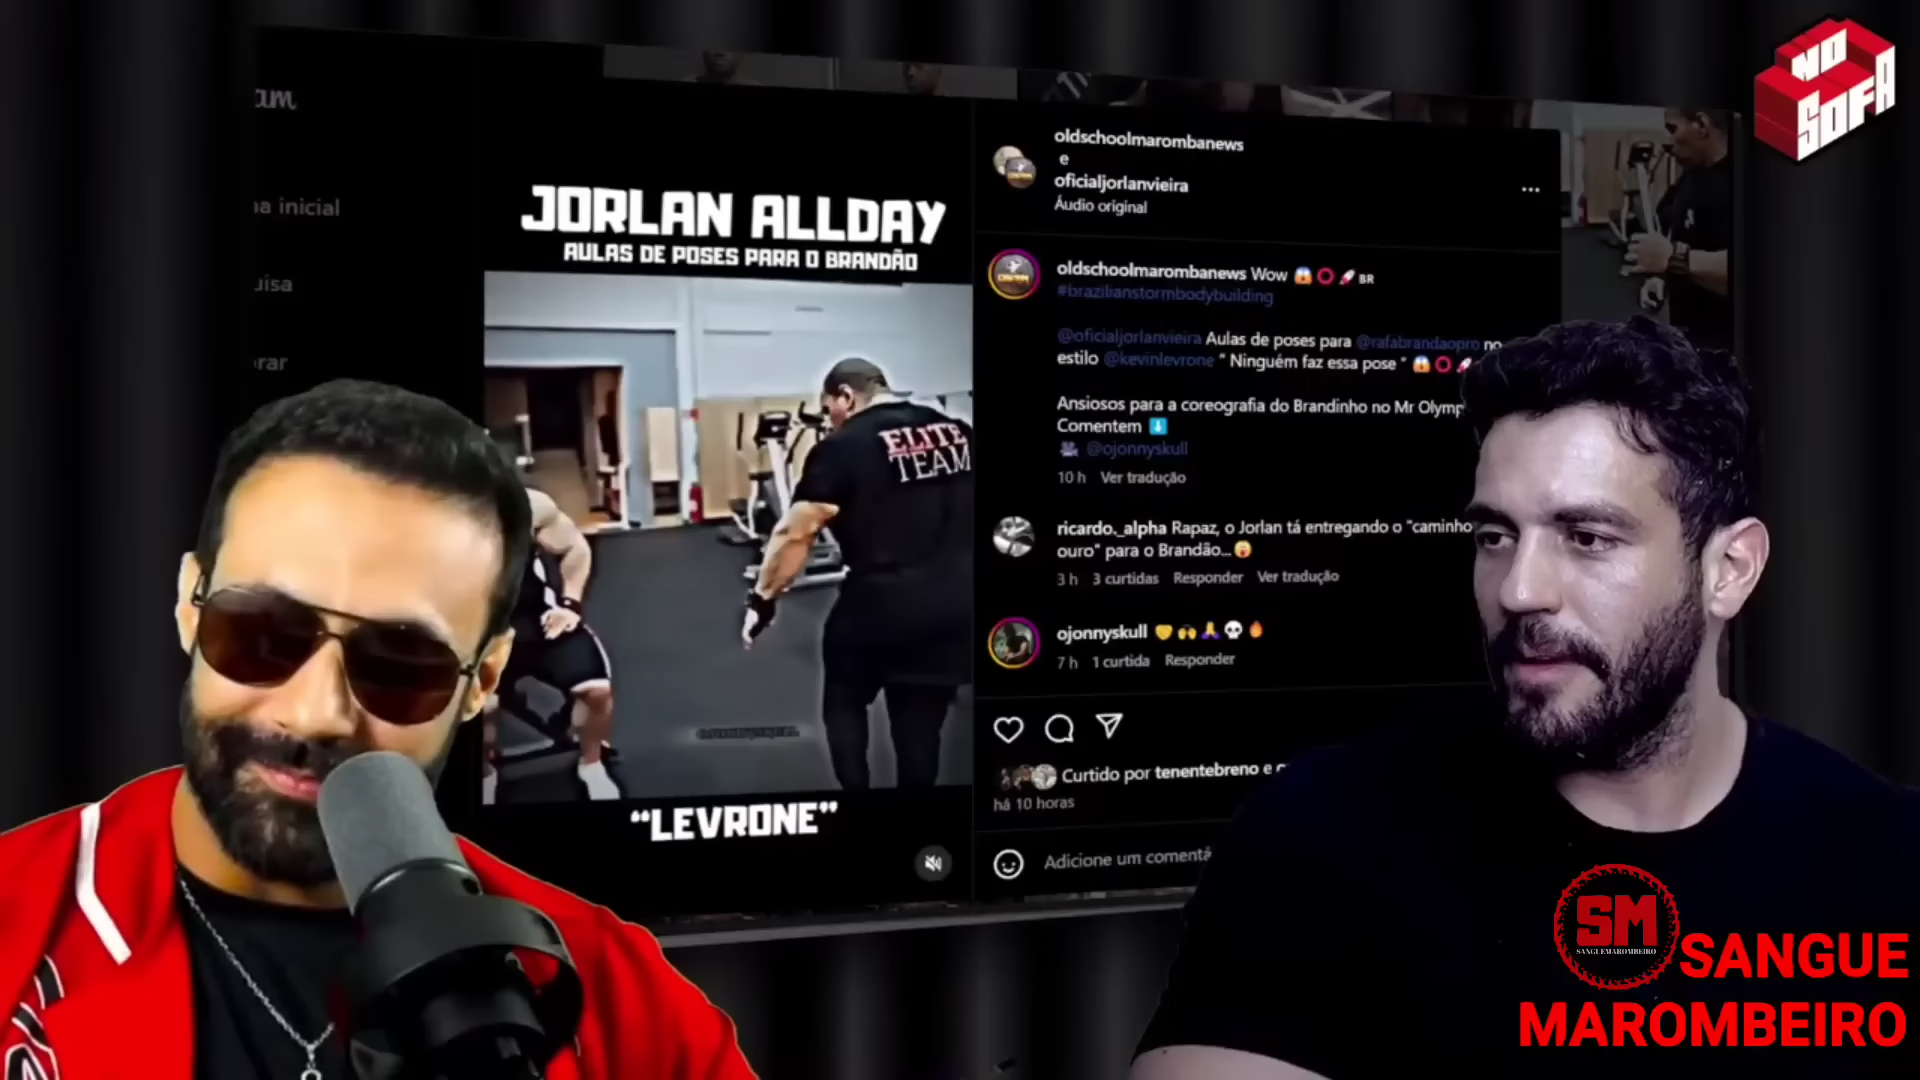 NO
SOFA
am
a inicial
uisa
rar
JORLAN ALLDAY
AULAS DE POSES PARA O BRANDÃO
ELITE
TEAM
"LEVRONE"
oldschoolmarombanews
e
oficialjorlanvieira
Áudio original
oldschoolmarombanews Wow 😱⭕🚀 BR
#brazilianstormbodybuilding
@oficialjorlanvieira Aulas de poses para @rafabrandaopro no
estilo @kevinlevrone " Ninguém faz essa pose " 😱⭕🚀
Ansiosos para a coreografia do Brandinho no Mr Olymp
Comentem ⬇️
🎥 @ojonnyskull
10 h Ver tradução
ricardo._alpha Rapaz, o Jorlan tá entregando o "caminho
ouro" para o Brandão...😱
3 h 3 curtidas Responder Ver tradução
ojonnyskull 💛🙌🙏💀🔥
7 h 1 curtida Responder
Curtido por tenentebreno e
há 10 horas
Adicione um comentá
SM
SANGUEMAROMBEIRO
SANGUE
MAROMBEIRO